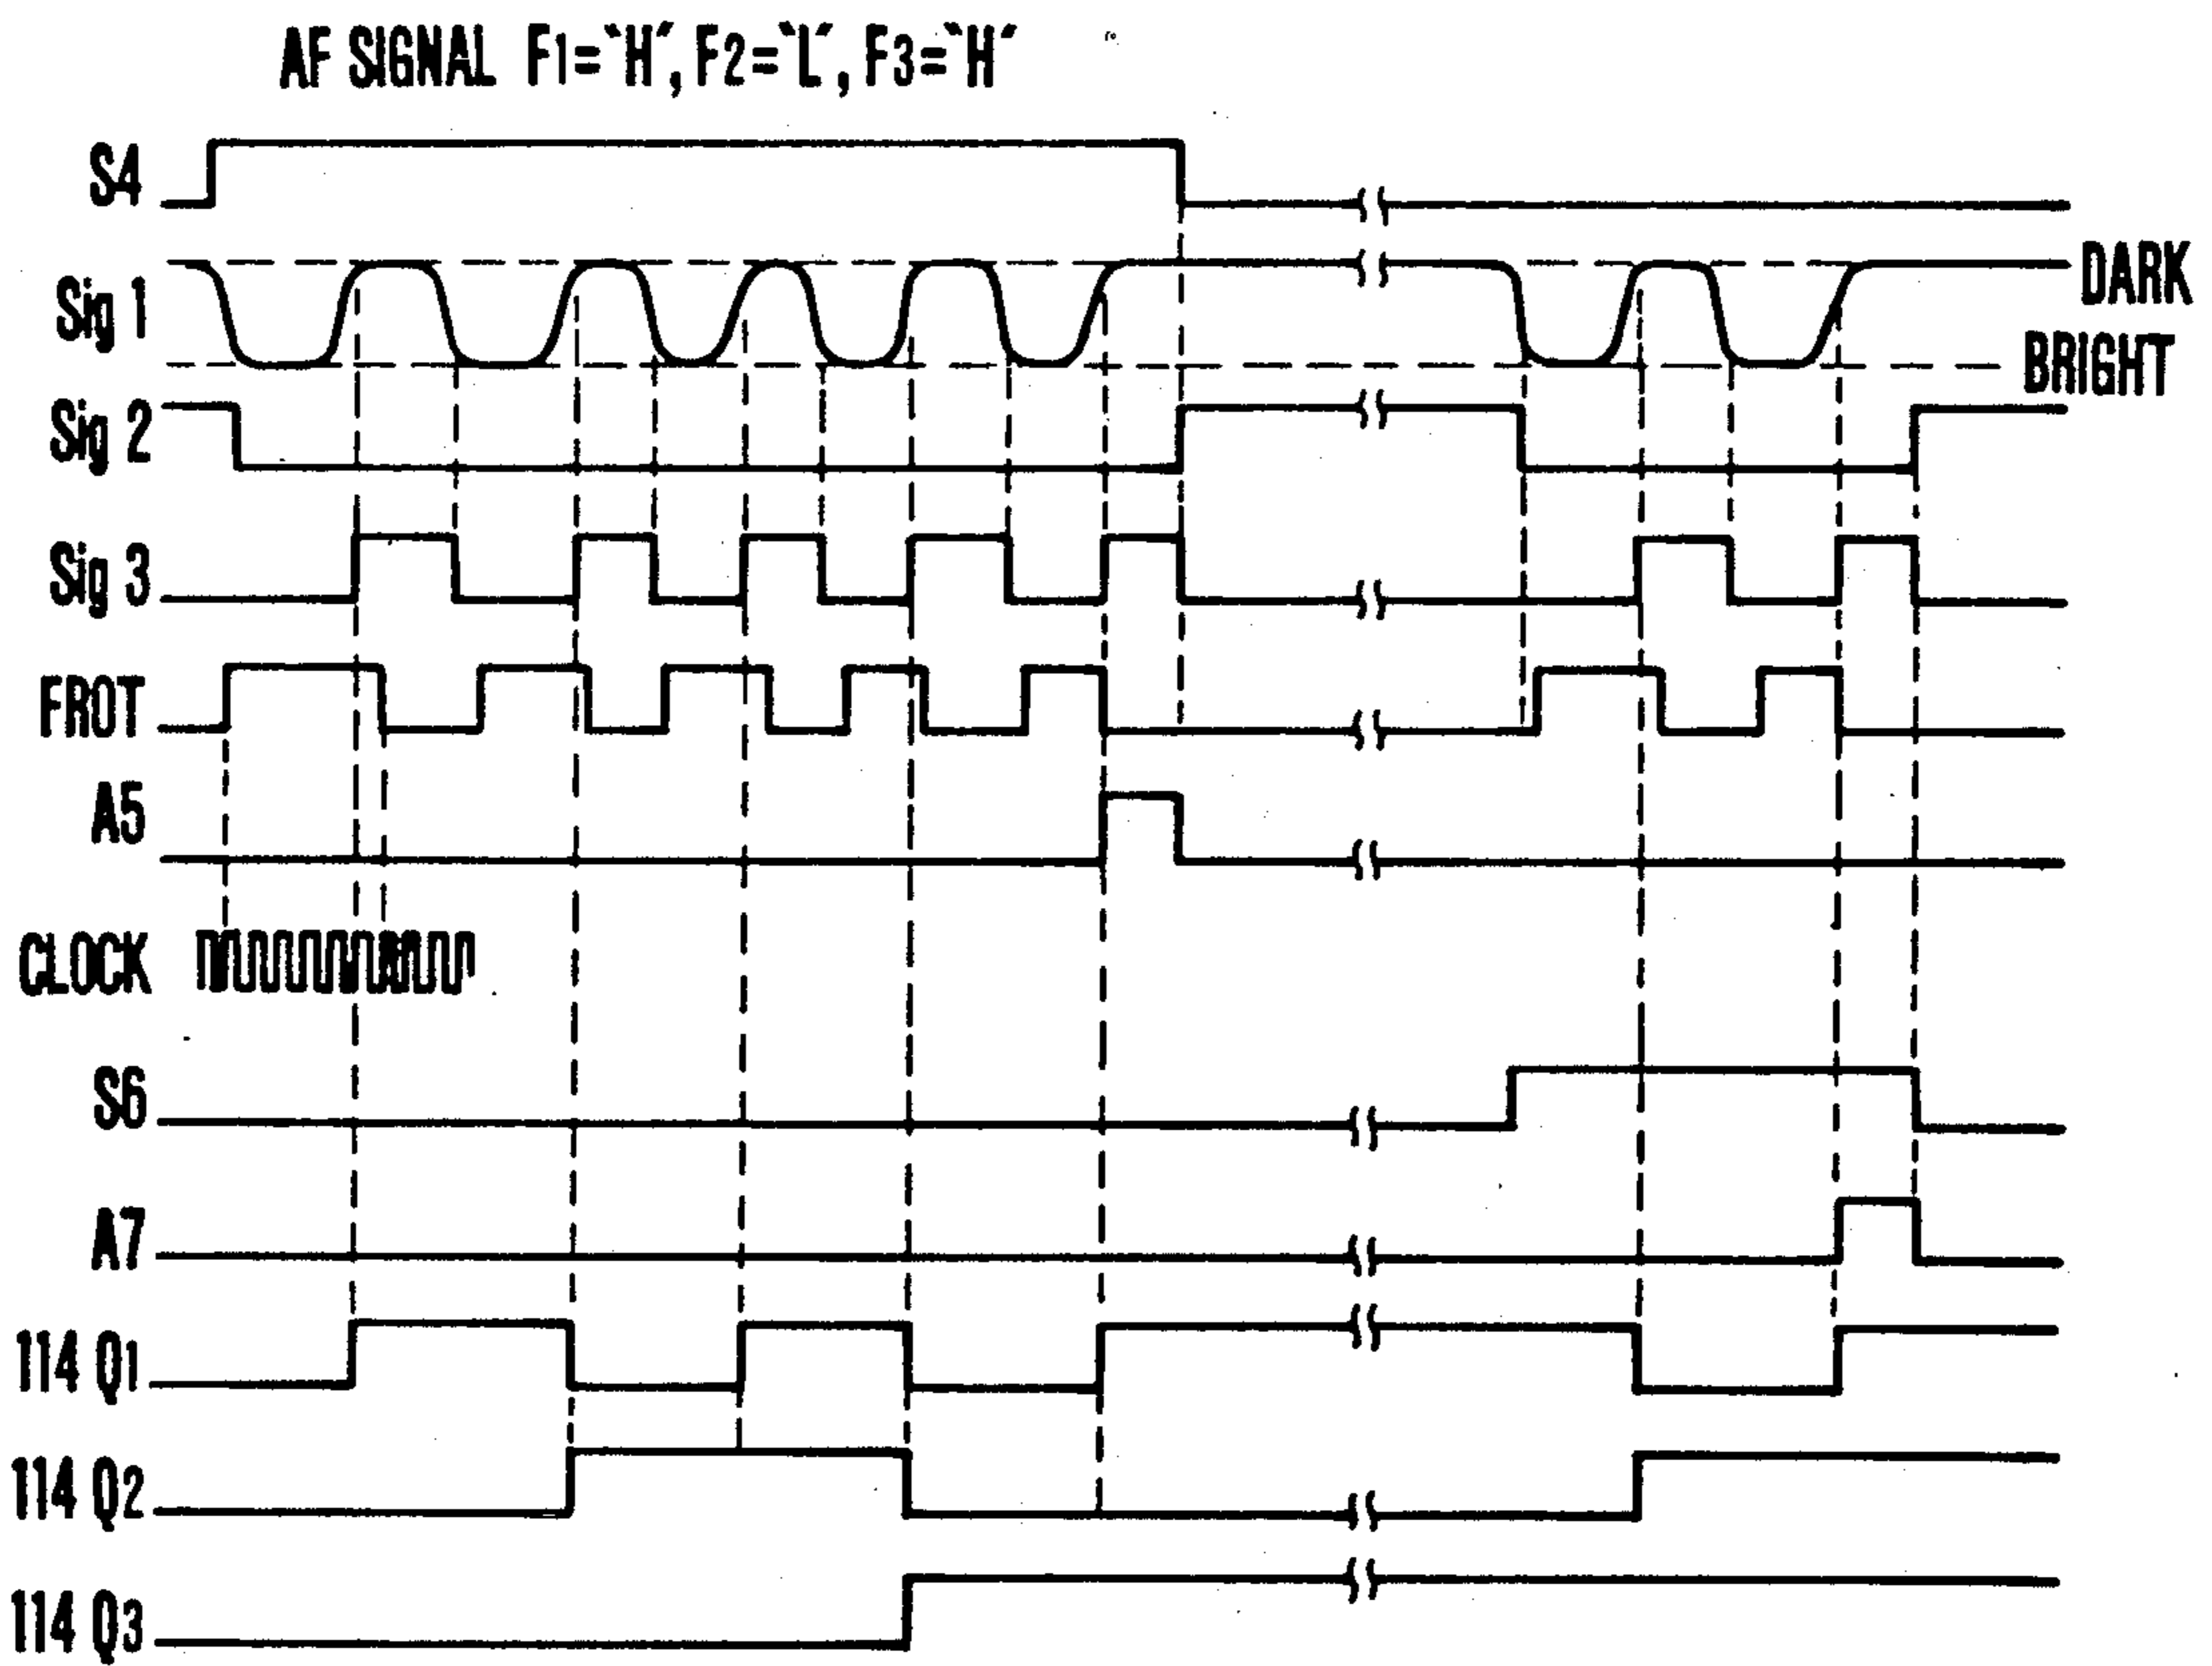 AF SIGNAL F1=“H”, F2=“L”, F3=“H”
S4
Sig 1
DARK
BRIGHT
Sig 2
Sig 3
FROT
A5
CLOCK
S6
A7
114 Q1
114 Q2
114 Q3